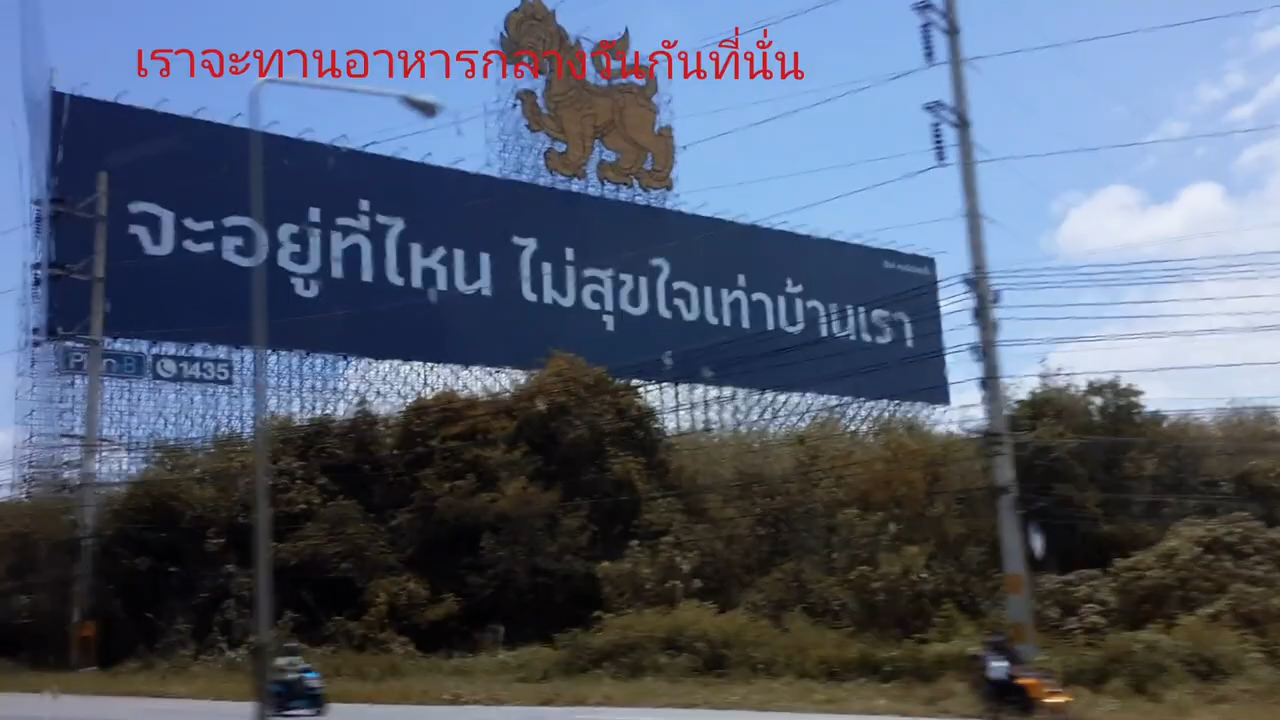 เราจะทานอาหารกลางวันกันที่นั่น
จะอยู่ที่ไหน ไม่สุขใจเท่าบ้านเรา
Plan B 1435